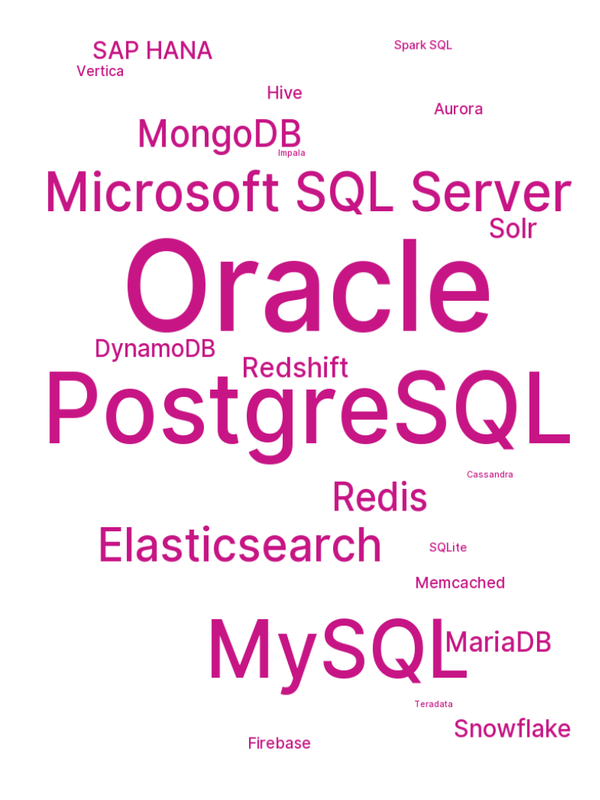 SAP HANA
Spark SQL
Vertica
Hive
Aurora
MongoDB
Impala
Microsoft SQL Server
Solr
Oracle
DynamoDB
Redshift
PostgreSQL
Cassandra
Redis
Elasticsearch
SQLite
Memcached
MySQL
MariaDB
Teradata
Snowflake
Firebase